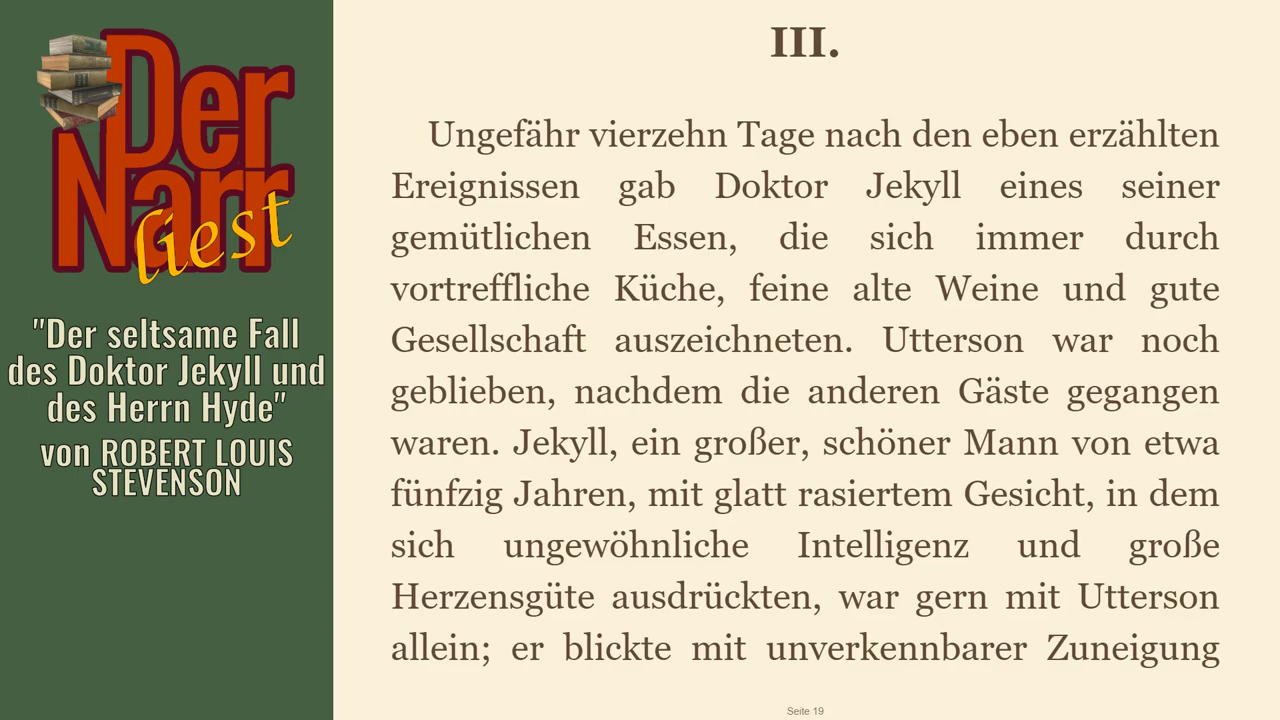 Der
Narr
liest
"Der seltsame Fall
des Doktor Jekyll und
des Herrn Hyde"
von ROBERT LOUIS
STEVENSON
III.
Ungefähr vierzehn Tage nach den eben erzählten
Ereignissen gab Doktor Jekyll eines seiner
gemütlichen Essen, die sich immer durch
vortreffliche Küche, feine alte Weine und gute
Gesellschaft auszeichneten. Utterson war noch
geblieben, nachdem die anderen Gäste gegangen
waren. Jekyll, ein großer, schöner Mann von etwa
fünfzig Jahren, mit glatt rasiertem Gesicht, in dem
sich ungewöhnliche Intelligenz und große
Herzensgüte ausdrückten, war gern mit Utterson
allein; er blickte mit unverkennbarer Zuneigung
Seite 19